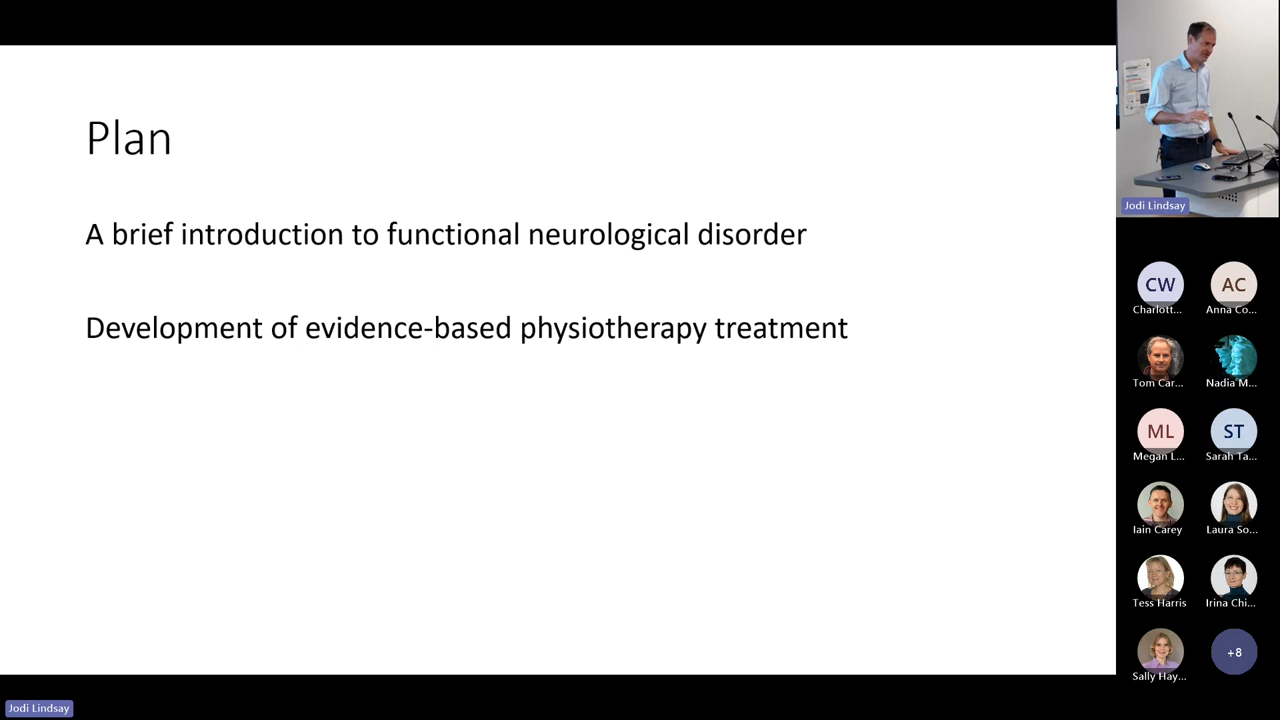 Plan
A brief introduction to functional neurological disorder
Development of evidence-based physiotherapy treatment
Jodi Lindsay
CW
Charlott...
AC
Anna Co...
Tom Car...
Nadia M...
ML
Megan L...
ST
Sarah Ta...
Iain Carey
Laura So...
Tess Harris
Irina Chi...
Sally Hay...
+8
Jodi Lindsay